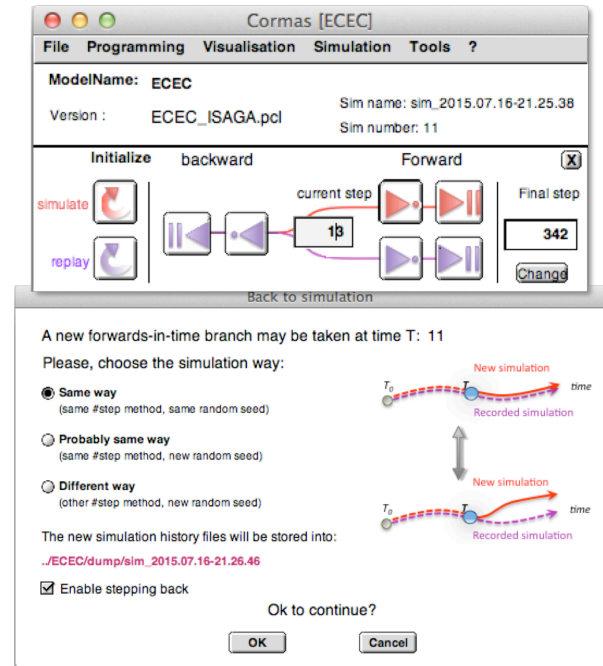 Cormas [ECEC]
File Programming Visualisation Simulation Tools ?
ModelName: ECEC
Version : ECEC_ISAGA.pcl
Sim name: sim_2015.07.16-21.25.38
Sim number: 11
Initialize backward Forward X
simulate current step Final step
13 342
replay Change
Back to simulation
A new forwards-in-time branch may be taken at time T: 11
Please, choose the simulation way:
Same way
(same #step method, same random seed)
Probably same way
(same #step method, new random seed)
Different way
(other #step method, new random seed)
New simulation
T0 T time
Recorded simulation
New simulation
T0 T time
Recorded simulation
The new simulation history files will be stored into:
../ECEC/dump/sim_2015.07.16-21.26.46
Enable stepping back
Ok to continue?
OK Cancel